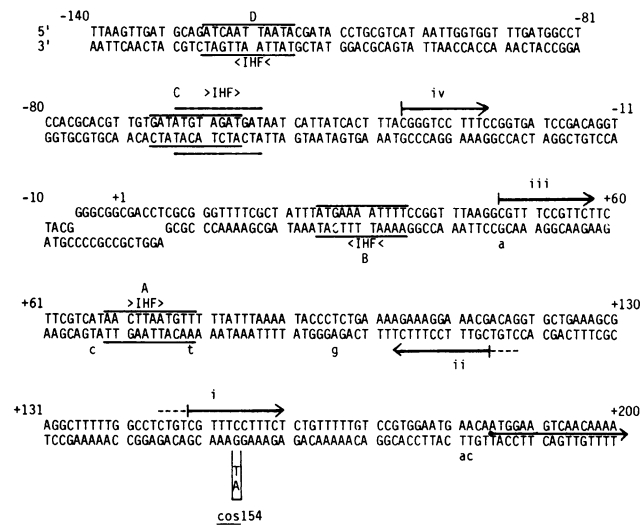 -140 D -81
5' TTAAGTTGAT GCAGATCAATT TAATACGATA CCTGCGTCAT AATTGGTGGT TTGATGGCCT
3' AATTCAACTA CGTCTAGTTA ATTATGCTAT GGACGCAGTA TTAACCACCA AACTACCGGA
<IHF<
C >IHF> iv
-80 -11
CCACGCACGT TGTGATATGT AGATGATAAT CATTATCACT TTACGGGTCC TTTCCGGTGA TCCGACAGGT
GGTGCGTGCA ACACTATACA TCTACTATTA GTAATAGTGA AATGCCCAGG AAAGGCCACT AGGCTGTCCA
-10 +1 iii +60
GGGCGGCGACCTCGCG GGTTTTCGCT ATTTATGAAA ATTTTCCGGT TTAAGGCGTT TCCGTTCTTC
TACG GCGC CCAAAAGCGA TAAATACTTT TAAAAGGCCA AATTCCGCAA AGGCAAGAAG
ATGCCCCGCCGCTGGA <IHF< a
B
A
+61 >IHF> +130
TTCGTCATAA CTTAATGTTT TTATTTAAAA TACCCTCTGA AAAGAAAGGA AACGACAGGT GCTGAAAGCG
AAGCAGTATT GAATTACAAA AATAAATTTT ATGGGAGACT TTTCTTTCCT TTGCTGTCCA CGACTTTCGC
c t g ii
+131 i +200
AGGCTTTTTG GCCTCTGTCG TTTCCTTTCT CTGTTTTTGT CCGTGGAATG AACAATGGAA GTCAACAAAA
TCCGAAAAAC CGGAGACAGC AAAGGAAAGA GACAAAAACA GGCACCTTAC TTGTTACCTT CAGTTGTTTT
ac
T
A
cos154